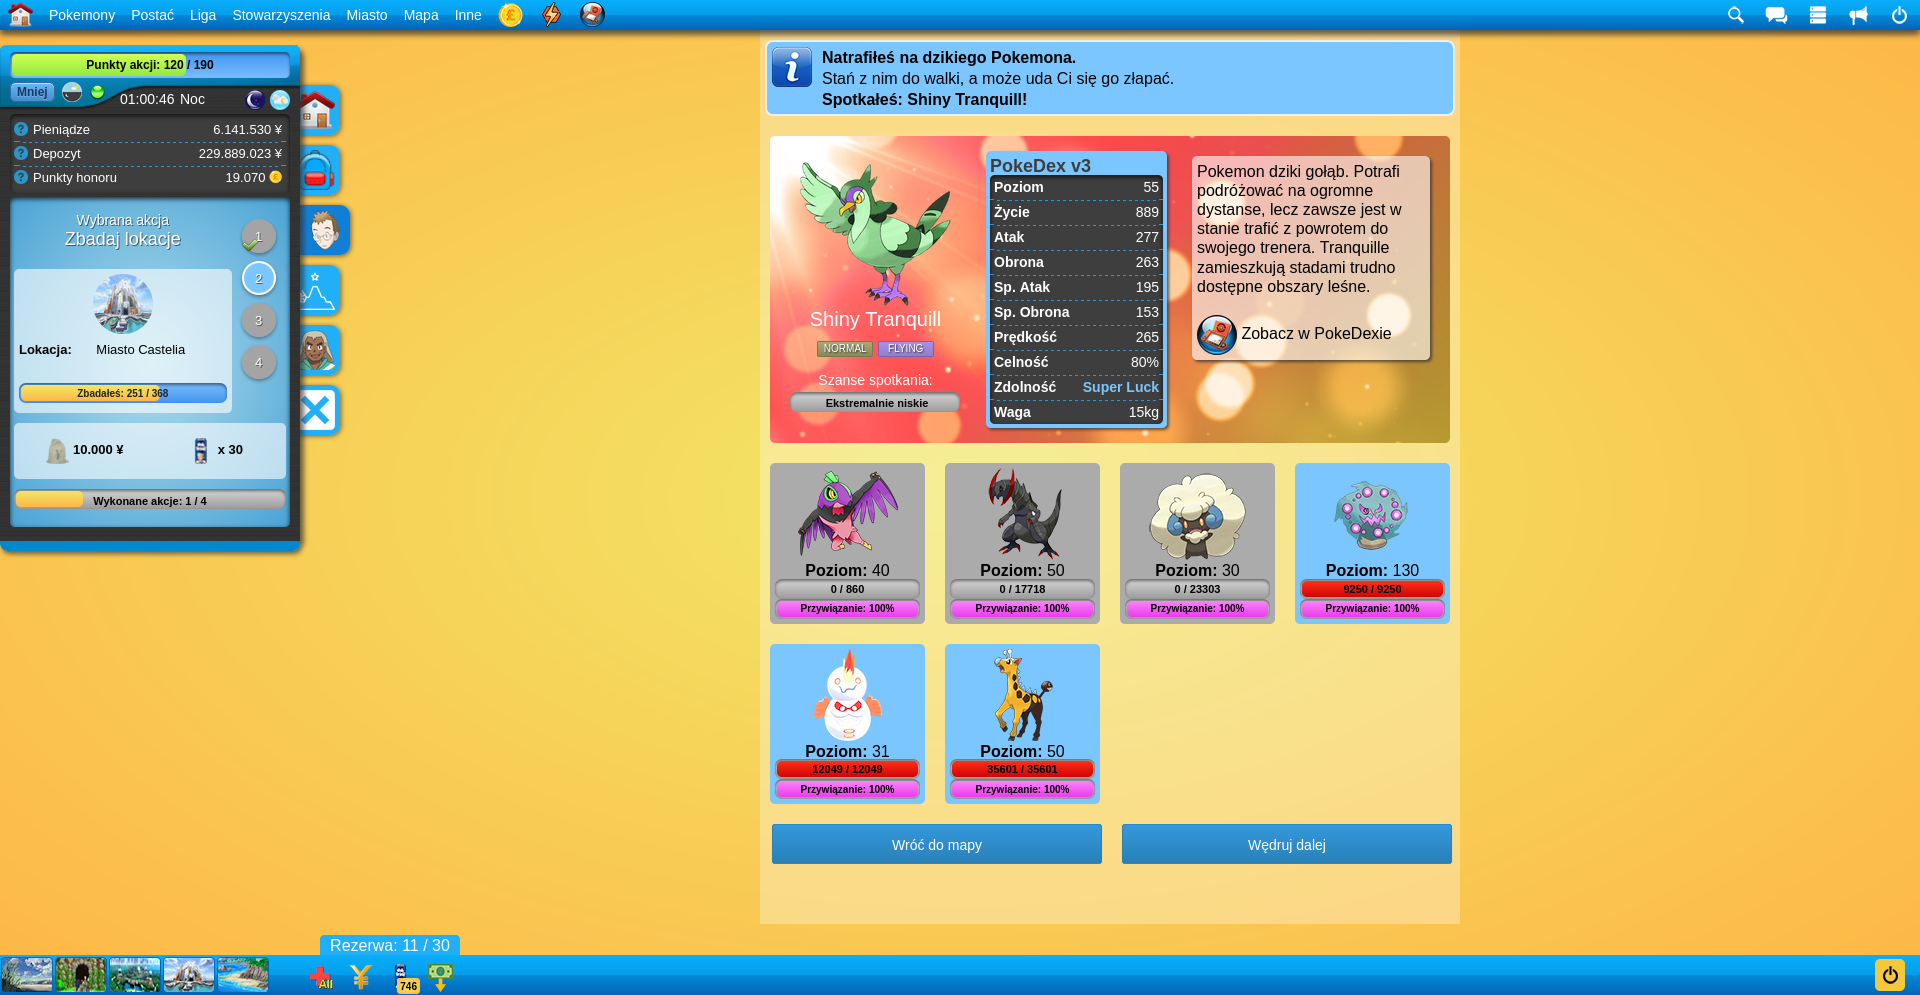 Pokemony Postać Liga Stowarzyszenia Miasto Mapa Inne
Punkty akcji: 120 / 190
Mniej
01:00:46 Noc
Pieniądze 6.141.530 ¥
Depozyt 229.889.023 ¥
Punkty honoru 19.070
Wybrana akcja
Zbadaj lokacje
1
2
3
4
Lokacja: Miasto Castelia
Zbadałeś: 251 / 368
10.000 ¥ x 30
Wykonane akcje: 1 / 4
Natrafiłeś na dzikiego Pokemona.
Stań z nim do walki, a może uda Ci się go złapać.
Spotkałeś: Shiny Tranquill!
Shiny Tranquill
NORMAL FLYING
Szanse spotkania:
Ekstremalnie niskie
PokeDex v3
Poziom 55
Życie 889
Atak 277
Obrona 263
Sp. Atak 195
Sp. Obrona 153
Prędkość 265
Celność 80%
Zdolność Super Luck
Waga 15kg
Pokemon dziki gołąb. Potrafi
podróżować na ogromne
dystanse, lecz zawsze jest w
stanie trafić z powrotem do
swojego trenera. Tranquille
zamieszkują stadami trudno
dostępne obszary leśne.
Zobacz w PokeDexie
Poziom: 40
0 / 860
Przywiązanie: 100%
Poziom: 50
0 / 17718
Przywiązanie: 100%
Poziom: 30
0 / 23303
Przywiązanie: 100%
Poziom: 130
9250 / 9250
Przywiązanie: 100%
Poziom: 31
12049 / 12049
Przywiązanie: 100%
Poziom: 50
35601 / 35601
Przywiązanie: 100%
Wróć do mapy
Wędruj dalej
Rezerwa: 11 / 30
All
746